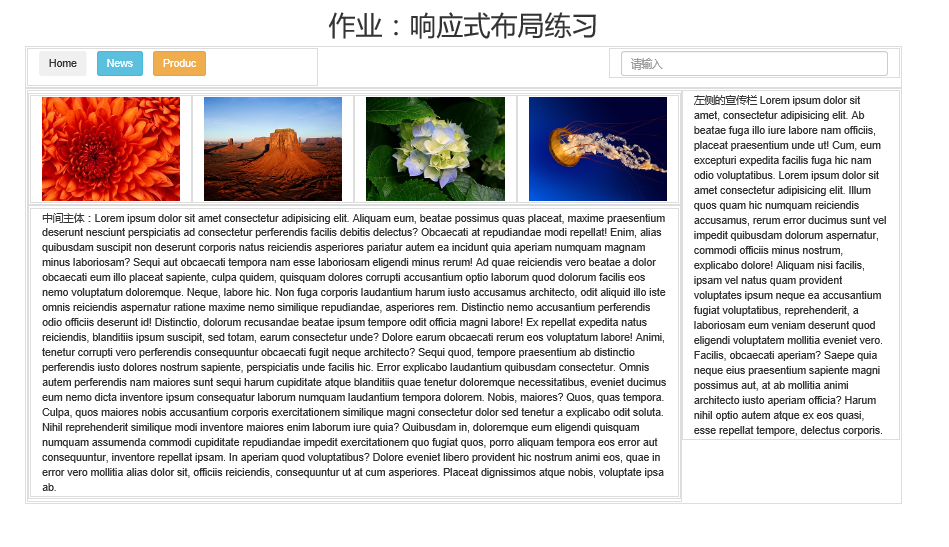 作业：响应式布局练习
Home
News
Produc
请输入
中间主体：Lorem ipsum dolor sit amet consectetur adipisicing elit. Aliquam eum, beatae possimus quas placeat, maxime praesentium
deserunt nesciunt perspiciatis ad consectetur perferendis facilis debitis delectus? Obcaecati at repudiandae modi repellat! Enim, alias
quibusdam suscipit non deserunt corporis natus reiciendis asperiores pariatur autem ea incidunt quia aperiam numquam magnam
minus laboriosam? Sequi aut obcaecati tempora nam esse laboriosam eligendi minus rerum! Ad quae reiciendis vero beatae a dolor
obcaecati eum illo placeat sapiente, culpa quidem, quisquam dolores corrupti accusantium optio laborum quod dolorum facilis eos
nemo voluptatum doloremque. Neque, labore hic. Non fuga corporis laudantium harum iusto accusamus architecto, odit aliquid illo iste
omnis reiciendis aspernatur ratione maxime nemo similique repudiandae, asperiores rem. Distinctio nemo accusantium perferendis
odio officiis deserunt id! Distinctio, dolorum recusandae beatae ipsum tempore odit officia magni labore! Ex repellat expedita natus
reiciendis, blanditiis ipsum suscipit, sed totam, earum consectetur unde? Dolore earum obcaecati rerum eos voluptatum labore! Animi,
tenetur corrupti vero perferendis consequuntur obcaecati fugit neque architecto? Sequi quod, tempore praesentium ab distinctio
perferendis iusto dolores nostrum sapiente, perspiciatis unde facilis hic. Error explicabo laudantium quibusdam consectetur. Omnis
autem perferendis nam maiores sunt sequi harum cupiditate atque blanditiis quae tenetur doloremque necessitatibus, eveniet ducimus
eum nemo dicta inventore ipsum consequatur laborum numquam laudantium tempora dolorem. Nobis, maiores? Quos, quas tempora.
Culpa, quos maiores nobis accusantium corporis exercitationem similique magni consectetur dolor sed tenetur a explicabo odit soluta.
Nihil reprehenderit similique modi inventore maiores enim laborum iure quia? Quibusdam in, doloremque eum eligendi quisquam
numquam assumenda commodi cupiditate repudiandae impedit exercitationem quo fugiat quos, porro aliquam tempora eos error aut
consequuntur, inventore repellat ipsam. In aperiam quod voluptatibus? Dolore eveniet libero provident hic nostrum animi eos, quae in
error vero mollitia alias dolor sit, officiis reiciendis, consequuntur ut at cum asperiores. Placeat dignissimos atque nobis, voluptate ipsa
ab.
左侧的宣传栏 Lorem ipsum dolor sit
amet, consectetur adipisicing elit. Ab
beatae fuga illo iure labore nam officiis,
placeat praesentium unde ut! Cum, eum
excepturi expedita facilis fuga hic nam
odio voluptatibus. Lorem ipsum dolor sit
amet consectetur adipisicing elit. Illum
quos quam hic numquam reiciendis
accusamus, rerum error ducimus sunt vel
impedit quibusdam dolorum aspernatur,
commodi officiis minus nostrum,
explicabo dolore! Aliquam nisi facilis,
ipsam vel natus quam provident
voluptates ipsum neque ea accusantium
fugiat voluptatibus, reprehenderit, a
laboriosam eum veniam deserunt quod
eligendi voluptatem mollitia eveniet vero.
Facilis, obcaecati aperiam? Saepe quia
neque eius praesentium sapiente magni
possimus aut, at ab mollitia animi
architecto iusto aperiam officia? Harum
nihil optio autem atque ex eos quasi,
esse repellat tempore, delectus corporis.